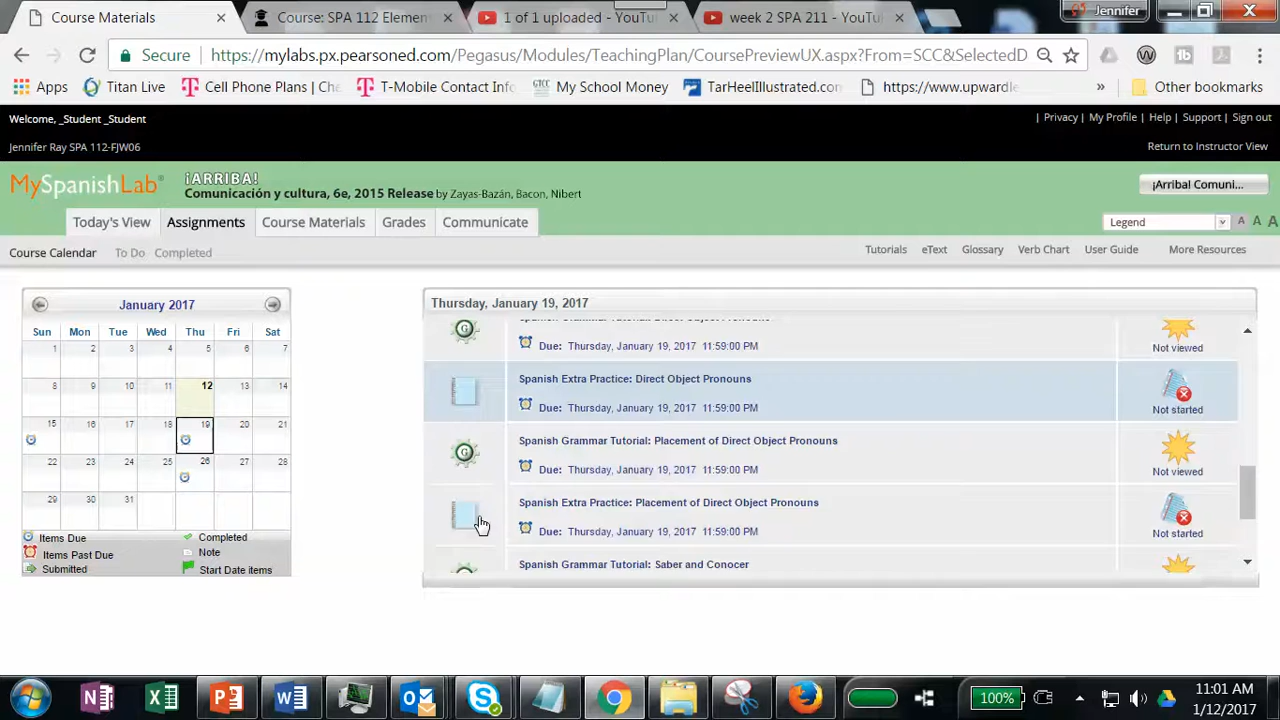 Course Materials
Course: SPA 112 Elemen
1 of 1 uploaded - YouTu
week 2 SPA 211 - YouTu
Jennifer
Secure
https://mylabs.px.pearsoned.com/Pegasus/Modules/TeachingPlan/CoursePreviewUX.aspx?From=SCC&SelectedD
Apps
Titan Live
Cell Phone Plans | Cha
T-Mobile Contact Info
GTCC
My School Money
TarHeelIllustrated.com
https://www.upwardle
»
Other bookmarks
Welcome, _Student _Student
| Privacy | My Profile | Help | Support | Sign out
Jennifer Ray SPA 112-FJW06
Return to Instructor View
MySpanishLab®
¡ARRIBA!
Comunicación y cultura, 6e, 2015 Release by Zayas-Bazán, Bacon, Nibert
¡Arriba! Comuni...
Today's View
Assignments
Course Materials
Grades
Communicate
Legend
A A A
Course Calendar
To Do
Completed
Tutorials
eText
Glossary
Verb Chart
User Guide
More Resources
January 2017
Sun Mon Tue Wed Thu Fri Sat
1 2 3 4 5 6 7
8 9 10 11 12 13 14
15 16 17 18 19 20 21
22 23 24 25 26 27 28
29 30 31
Items Due
Completed
Items Past Due
Note
Submitted
Start Date items
Thursday, January 19, 2017
Spanish Grammar Tutorial: Direct Object Pronouns
Due: Thursday, January 19, 2017 11:59:00 PM
Not viewed
Spanish Extra Practice: Direct Object Pronouns
Due: Thursday, January 19, 2017 11:59:00 PM
Not started
Spanish Grammar Tutorial: Placement of Direct Object Pronouns
Due: Thursday, January 19, 2017 11:59:00 PM
Not viewed
Spanish Extra Practice: Placement of Direct Object Pronouns
Due: Thursday, January 19, 2017 11:59:00 PM
Not started
Spanish Grammar Tutorial: Saber and Conocer
100%
11:01 AM
1/12/2017